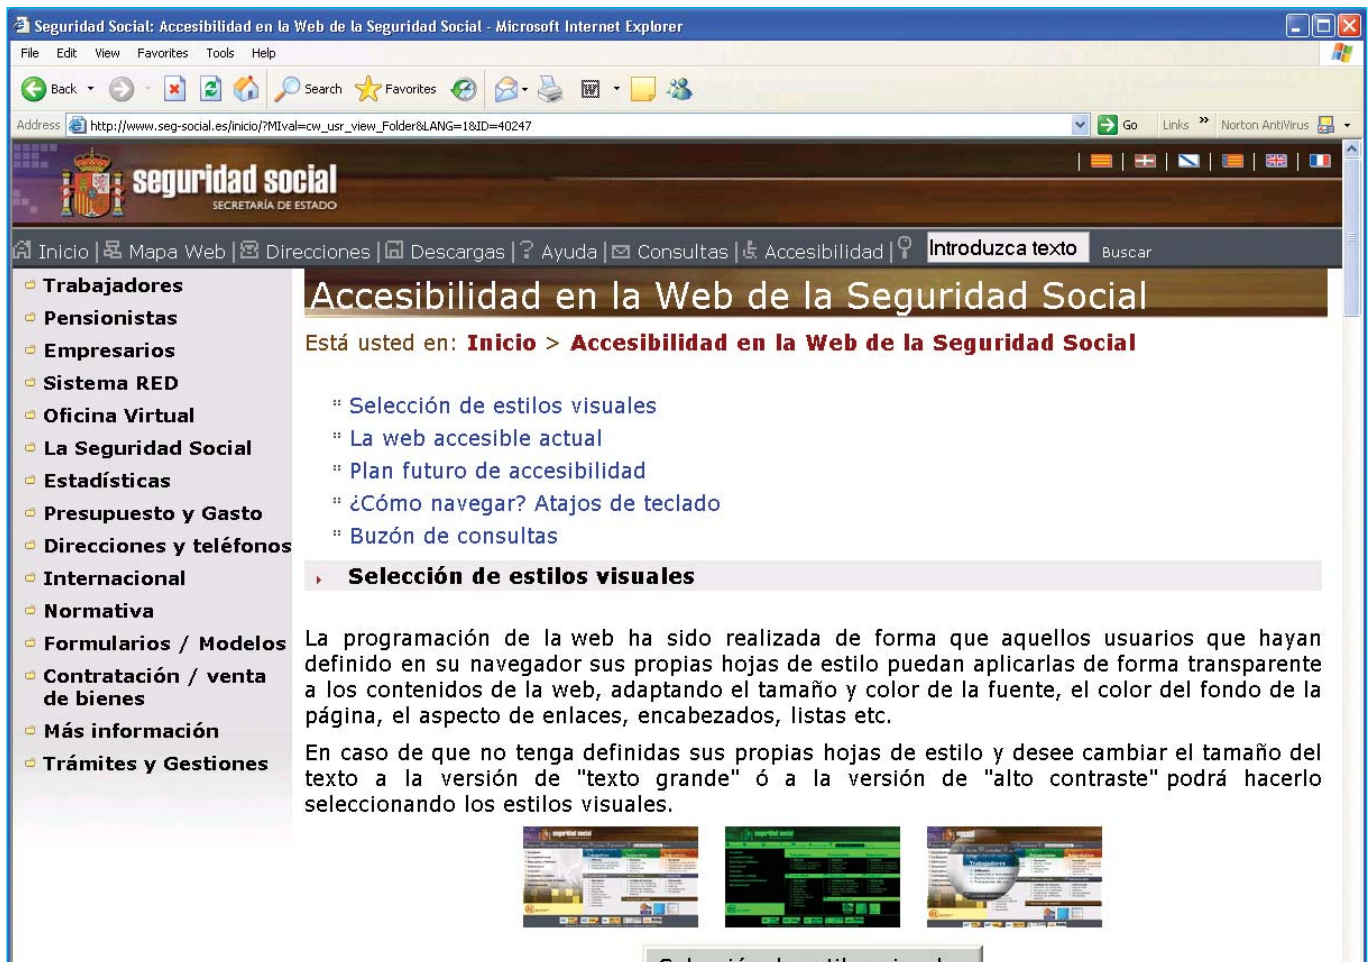 Seguridad Social: Accesibilidad en la Web de la Seguridad Social - Microsoft Internet Explorer
File Edit View Favorites Tools Help
Back Search Favorites
Address http://www.seg-social.es/inicio/?MIval=cw_usr_view_Folder&LANG=1&ID=40247 Go Links » Norton AntiVirus
seguridad social
SECRETARÍA DE ESTADO
Inicio | Mapa Web | Direcciones | Descargas | Ayuda | Consultas | Accesibilidad | Introduzca texto Buscar
Trabajadores
Pensionistas
Empresarios
Sistema RED
Oficina Virtual
La Seguridad Social
Estadísticas
Presupuesto y Gasto
Direcciones y teléfonos
Internacional
Normativa
Formularios / Modelos
Contratación / venta
de bienes
Más información
Trámites y Gestiones
Accesibilidad en la Web de la Seguridad Social
Está usted en: Inicio > Accesibilidad en la Web de la Seguridad Social
Selección de estilos visuales
La web accesible actual
Plan futuro de accesibilidad
¿Cómo navegar? Atajos de teclado
Buzón de consultas
Selección de estilos visuales
La programación de la web ha sido realizada de forma que aquellos usuarios que hayan
definido en su navegador sus propias hojas de estilo puedan aplicarlas de forma transparente
a los contenidos de la web, adaptando el tamaño y color de la fuente, el color del fondo de la
página, el aspecto de enlaces, encabezados, listas etc.
En caso de que no tenga definidas sus propias hojas de estilo y desee cambiar el tamaño del
texto a la versión de "texto grande" ó a la versión de "alto contraste" podrá hacerlo
seleccionando los estilos visuales.